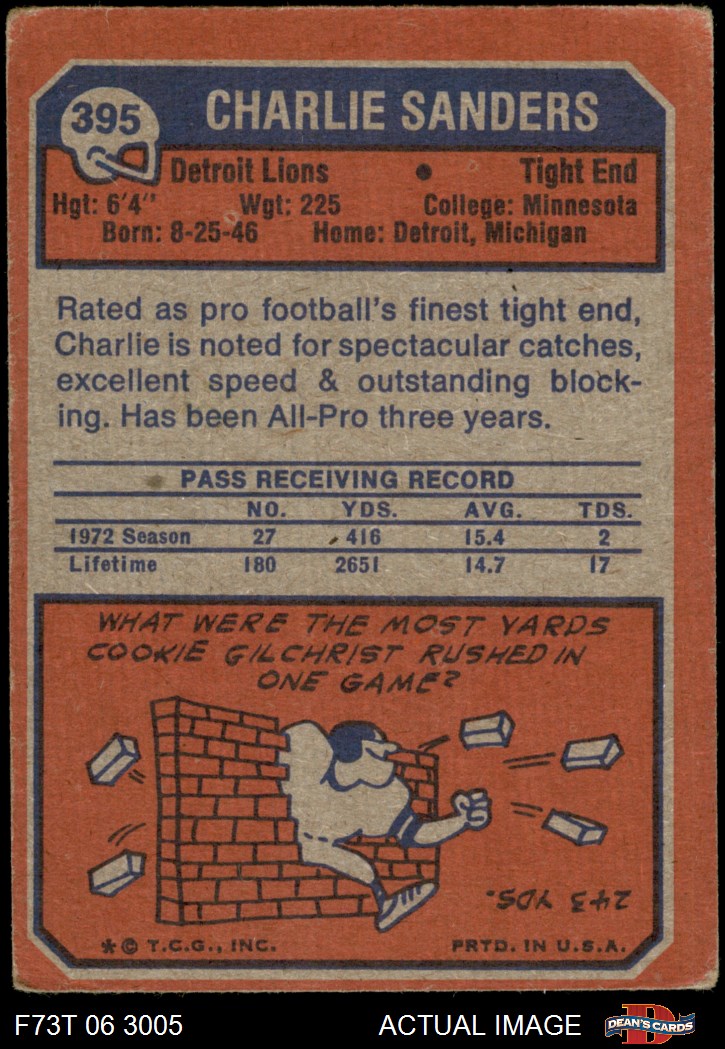 395
CHARLIE SANDERS
Detroit Lions • Tight End
Hgt: 6'4" Wgt: 225 College: Minnesota
Born: 8-25-46 Home: Detroit, Michigan
Rated as pro football's finest tight end,
Charlie is noted for spectacular catches,
excellent speed & outstanding block-
ing. Has been All-Pro three years.
PASS RECEIVING RECORD
NO. YDS. AVG. TDS.
1972 Season 27 416 15.4 2
Lifetime 180 2651 14.7 17
WHAT WERE THE MOST YARDS
COOKIE GILCHRIST RUSHED IN
ONE GAME?
243 YDS.
* © T.C.G., INC. PRTD. IN U.S.A.
F73T 06 3005 ACTUAL IMAGE D DEAN'S CARDS